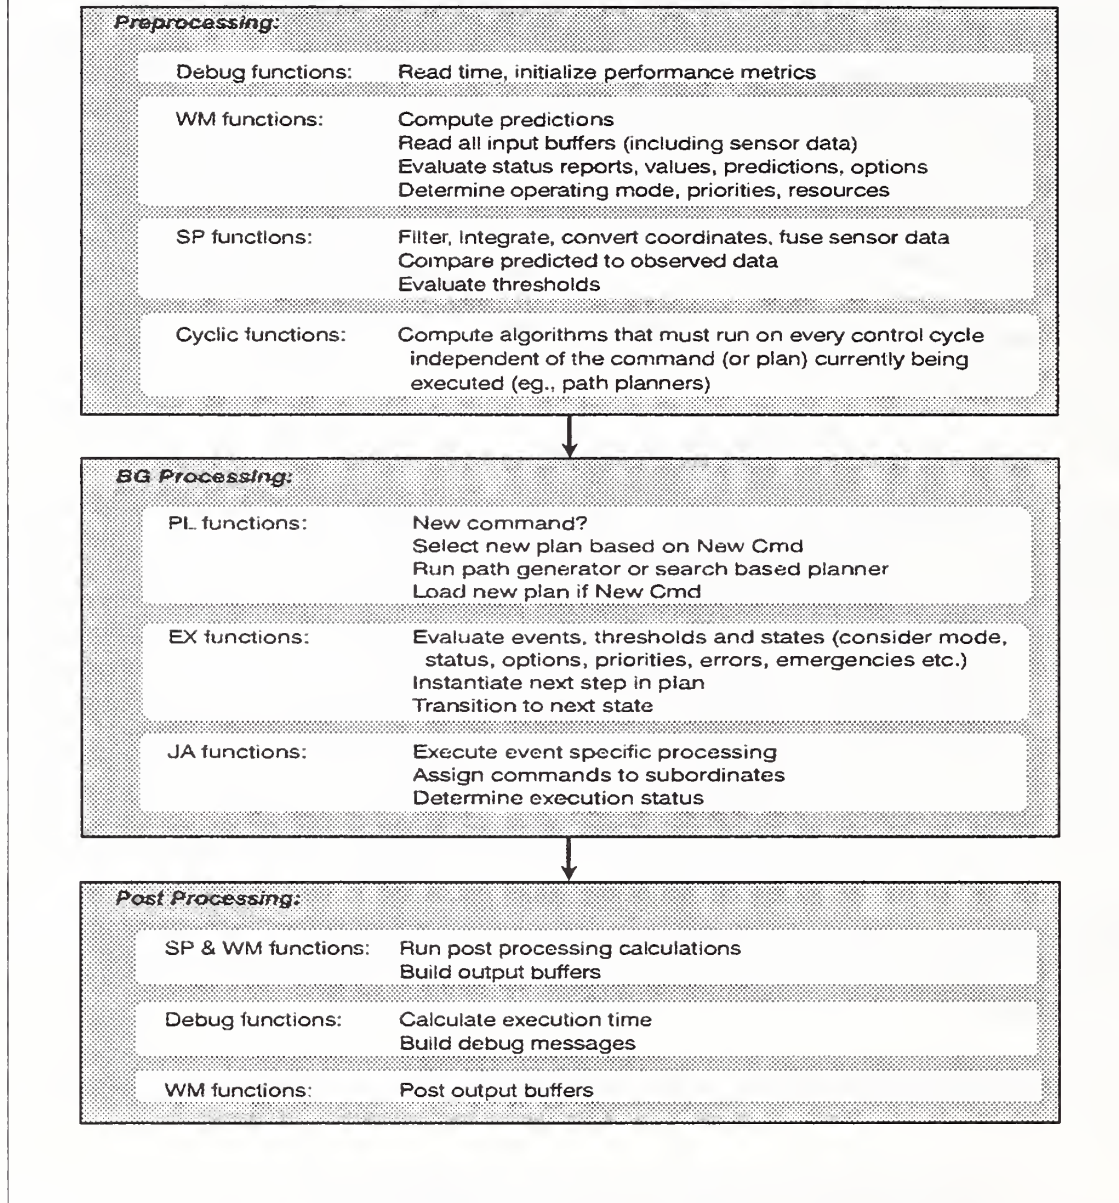 Preprocessing:
Debug functions: Read time, initialize performance metrics
WM functions: Compute predictions
Read all input buffers (including sensor data)
Evaluate status reports, values, predictions, options
Determine operating mode, priorities, resources
SP functions: Filter, integrate, convert coordinates, fuse sensor data
Compare predicted to observed data
Evaluate thresholds
Cyclic functions: Compute algorithms that must run on every control cycle
independent of the command (or plan) currently being
executed (eg., path planners)
BG Processing:
PL functions: New command?
Select new plan based on New Cmd
Run path generator or search based planner
Load new plan if New Cmd
EX functions: Evaluate events, thresholds and states (consider mode,
status, options, priorities, errors, emergencies etc.)
Instantiate next step in plan
Transition to next state
JA functions: Execute event specific processing
Assign commands to subordinates
Determine execution status
Post Processing:
SP & WM functions: Run post processing calculations
Build output buffers
Debug functions: Calculate execution time
Build debug messages
WM functions: Post output buffers